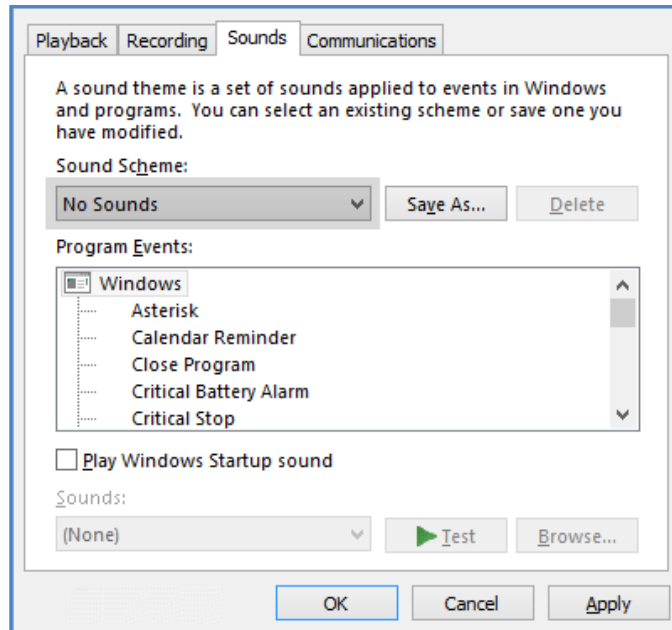 Playback Recording Sounds Communications
A sound theme is a set of sounds applied to events in Windows
and programs. You can select an existing scheme or save one you
have modified.
Sound Scheme:
No Sounds Save As... Delete
Program Events:
Windows
Asterisk
Calendar Reminder
Close Program
Critical Battery Alarm
Critical Stop
Play Windows Startup sound
Sounds:
(None) Test Browse...
OK Cancel Apply